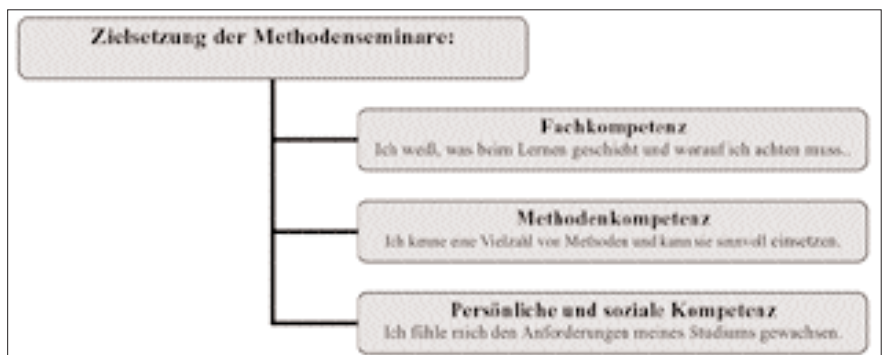 Zielsetzung der Methodenseminare:
Fachkompetenz
Ich weiß, was beim Lernen geschieht und worauf ich achten muss..
Methodenkompetenz
Ich kenne eine Vielzahl von Methoden und kann sie sinnvoll einsetzen.
Persönliche und soziale Kompetenz
Ich fühle mich den Anforderungen meines Studiums gewachsen.